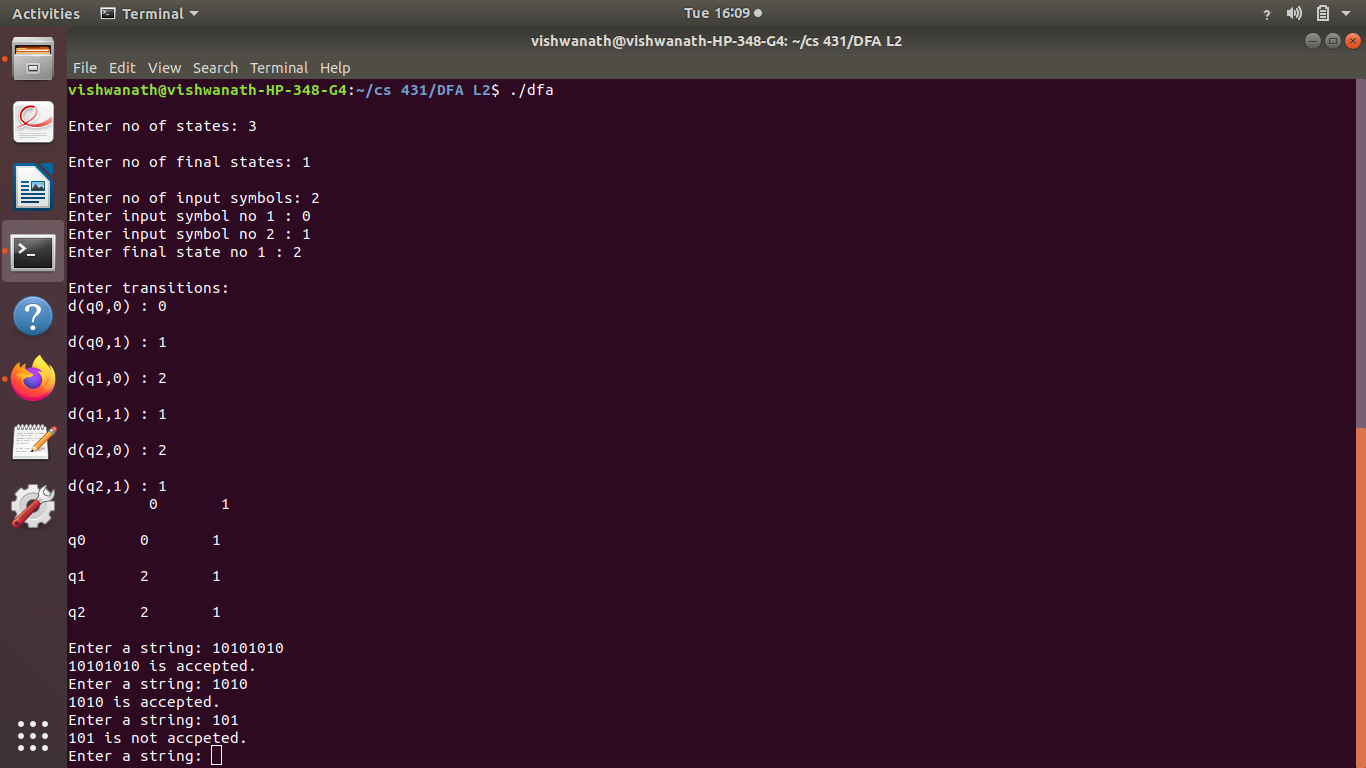 Activities Terminal Tue 16:09
vishwanath@vishwanath-HP-348-G4: ~/cs 431/DFA L2
File Edit View Search Terminal Help
vishwanath@vishwanath-HP-348-G4:~/cs 431/DFA L2$ ./dfa
Enter no of states: 3
Enter no of final states: 1
Enter no of input symbols: 2
Enter input symbol no 1 : 0
Enter input symbol no 2 : 1
Enter final state no 1 : 2
Enter transitions:
d(q0,0) : 0
d(q0,1) : 1
d(q1,0) : 2
d(q1,1) : 1
d(q2,0) : 2
d(q2,1) : 1
0 1
q0 0 1
q1 2 1
q2 2 1
Enter a string: 10101010
10101010 is accepted.
Enter a string: 1010
1010 is accepted.
Enter a string: 101
101 is not accpeted.
Enter a string: